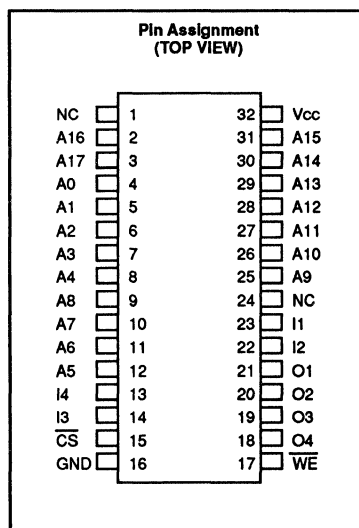 Pin Assignment
(TOP VIEW)
NC 1 32 Vcc
A16 2 31 A15
A17 3 30 A14
A0 4 29 A13
A1 5 28 A12
A2 6 27 A11
A3 7 26 A10
A4 8 25 A9
A8 9 24 NC
A7 10 23 I1
A6 11 22 I2
A5 12 21 O1
I4 13 20 O2
I3 14 19 O3
C̅S̅ 15 18 O4
GND 16 17 W̅E̅